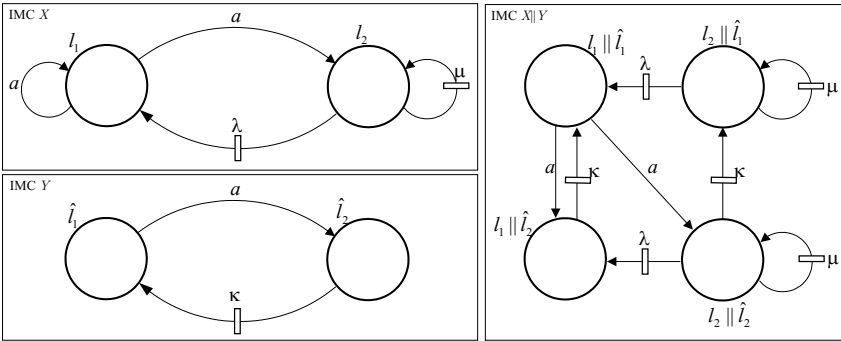 IMC X
l₁
a
l₂
a
μ
λ
IMC Y
l̂₁
a
l̂₂
κ
IMC X||Y
l₁ || l̂₁
l₂ || l̂₁
λ
μ
a
κ
a
κ
l₁ || l̂₂
λ
μ
l₂ || l̂₂